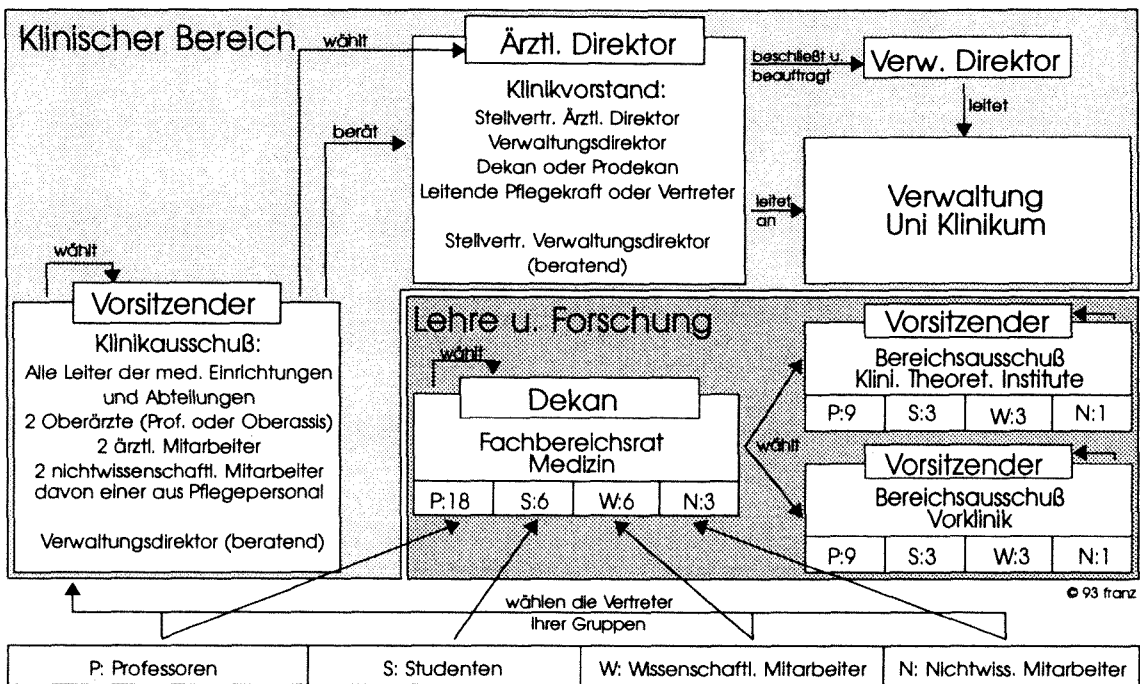 Klinischer Bereich
wählt
berät
Ärztl. Direktor
Klinikvorstand:
Stellvertr. Ärztl. Direktor
Verwaltungsdirektor
Dekan oder Prodekan
Leitende Pflegekraft oder Vertreter
Stellvertr. Verwaltungsdirektor
(beratend)
beschließt u.
beauftragt
Verw. Direktor
leitet
leitet
an
Verwaltung
Uni Klinikum
wählt
Vorsitzender
Klinikausschuß:
Alle Leiter der med. Einrichtungen
und Abteilungen
2 Oberärzte (Prof. oder Oberassis)
2 ärztl. Mitarbeiter
2 nichtwissenschaftl. Mitarbeiter
davon einer aus Pflegepersonal
Verwaltungsdirektor (beratend)
Lehre u. Forschung
wählt
Dekan
Fachbereichsrat
Medizin
P:18 S:6 W:6 N:3
wählt
Vorsitzender
Bereichsausschuß
Klini. Theoret. Institute
P:9 S:3 W:3 N:1
Vorsitzender
Bereichsausschuß
Vorklinik
P:9 S:3 W:3 N:1
© 93 franz
wählen die Vertreter
ihrer Gruppen
P: Professoren S: Studenten W: Wissenschaftl. Mitarbeiter N: Nichtwiss. Mitarbeiter